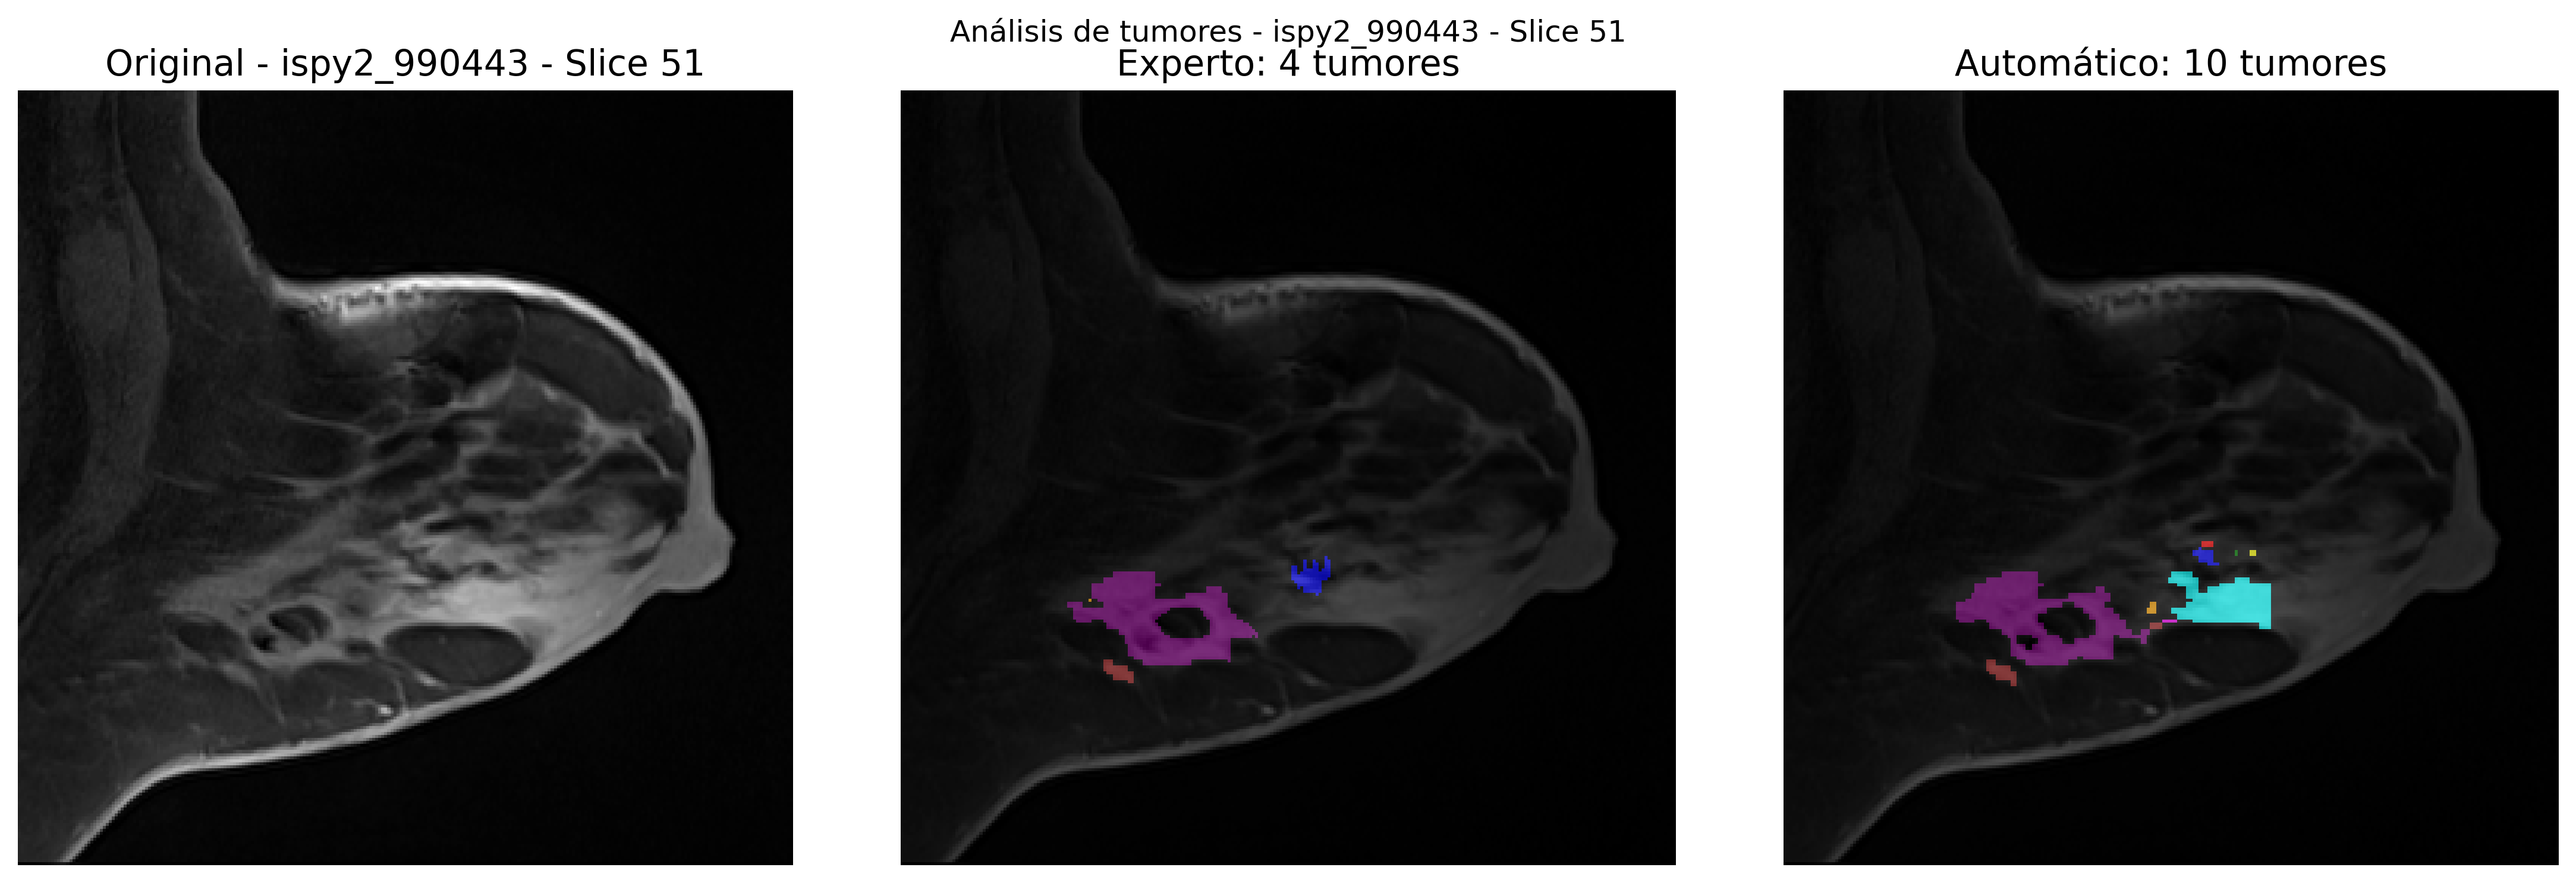 Análisis de tumores - ispy2_990443 - Slice 51
Original - ispy2_990443 - Slice 51
Experto: 4 tumores
Automático: 10 tumores